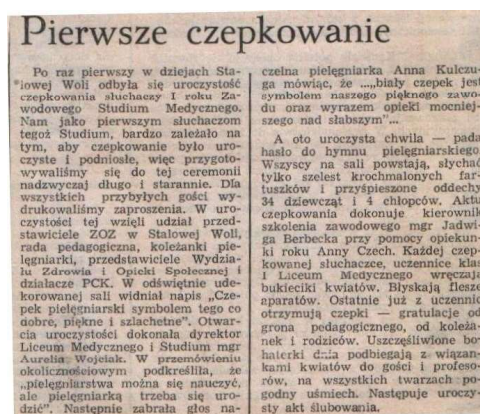 Pierwsze czepkowanie
Po raz pierwszy w dziejach Sta-
lowej Woli odbyła się uroczystość
czepkowania słuchaczy I roku Za-
wodowego Studium Medycznego.
Nam jako pierwszym słuchaczom
tegoż Studium, bardzo zależało na
tym, aby czepkowanie było uro-
czyste i podniosłe, więc przygoto-
wywaliśmy się do tej ceremonii
nadzwyczaj długo i starannie. Dla
wszystkich przybyłych gości wy-
drukowaliśmy zaproszenia. W uro-
czystości tej wzięli udział przed-
stawiciele ZOZ w Stalowej Woli,
rada pedagogiczna, koleżanki pie-
lęgniarki, przedstawiciele Wydzia-
łu Zdrowia i Opieki Społecznej i
działacze PCK. W odświętnie ude-
korowanej sali widniał napis „Cze-
pek pielęgniarski symbolem tego co
dobre, piękne i szlachetne". Otwar-
cia uroczystości dokonała dyrektor
Liceum Medycznego i Studium mgr
Aurelia Wojciak. W przemówieniu
okolicznościowym podkreśliła, że
„pielęgniarstwa można się nauczyć,
ale pielęgniarką trzeba się uro-
dzić". Następnie zabrała głos na-
czelna pielęgniarka Anna Kulczu-
ga mówiąc, że ...„biały czepek jest
symbolem naszego pięknego zawo-
du oraz wyrazem opieki mocniej-
szego nad słabszym"...
A oto uroczysta chwila — pada
hasło do hymnu pielęgniarskiego
Wszyscy na sali powstają, słychać
tylko szelest krochmalonych far-
tuszków i przyśpieszone oddechy
34 dziewcząt i 4 chłopców. Aktu
czepkowania dokonuje kierownik
szkolenia zawodowego mgr Jadwi-
ga Berbecka przy pomocy opiekun-
ki roku Anny Czech. Każdej czep-
kowanej słuchaczce, uczennice klas
I Liceum Medycznego wręczają
bukieciki kwiatów. Błyskają flesze
aparatów. Ostatnie już z uczennic
otrzymują czepki — gratulacje od
grona pedagogicznego, od koleża-
nek i rodziców. Uszczęśliwione bo-
haterki dnia podbiegają z wiązan-
kami kwiatów do gości i profeso-
rów, na wszystkich twarzach po-
godny uśmiech. Następuje uroczy-
sty akt ślubowania.